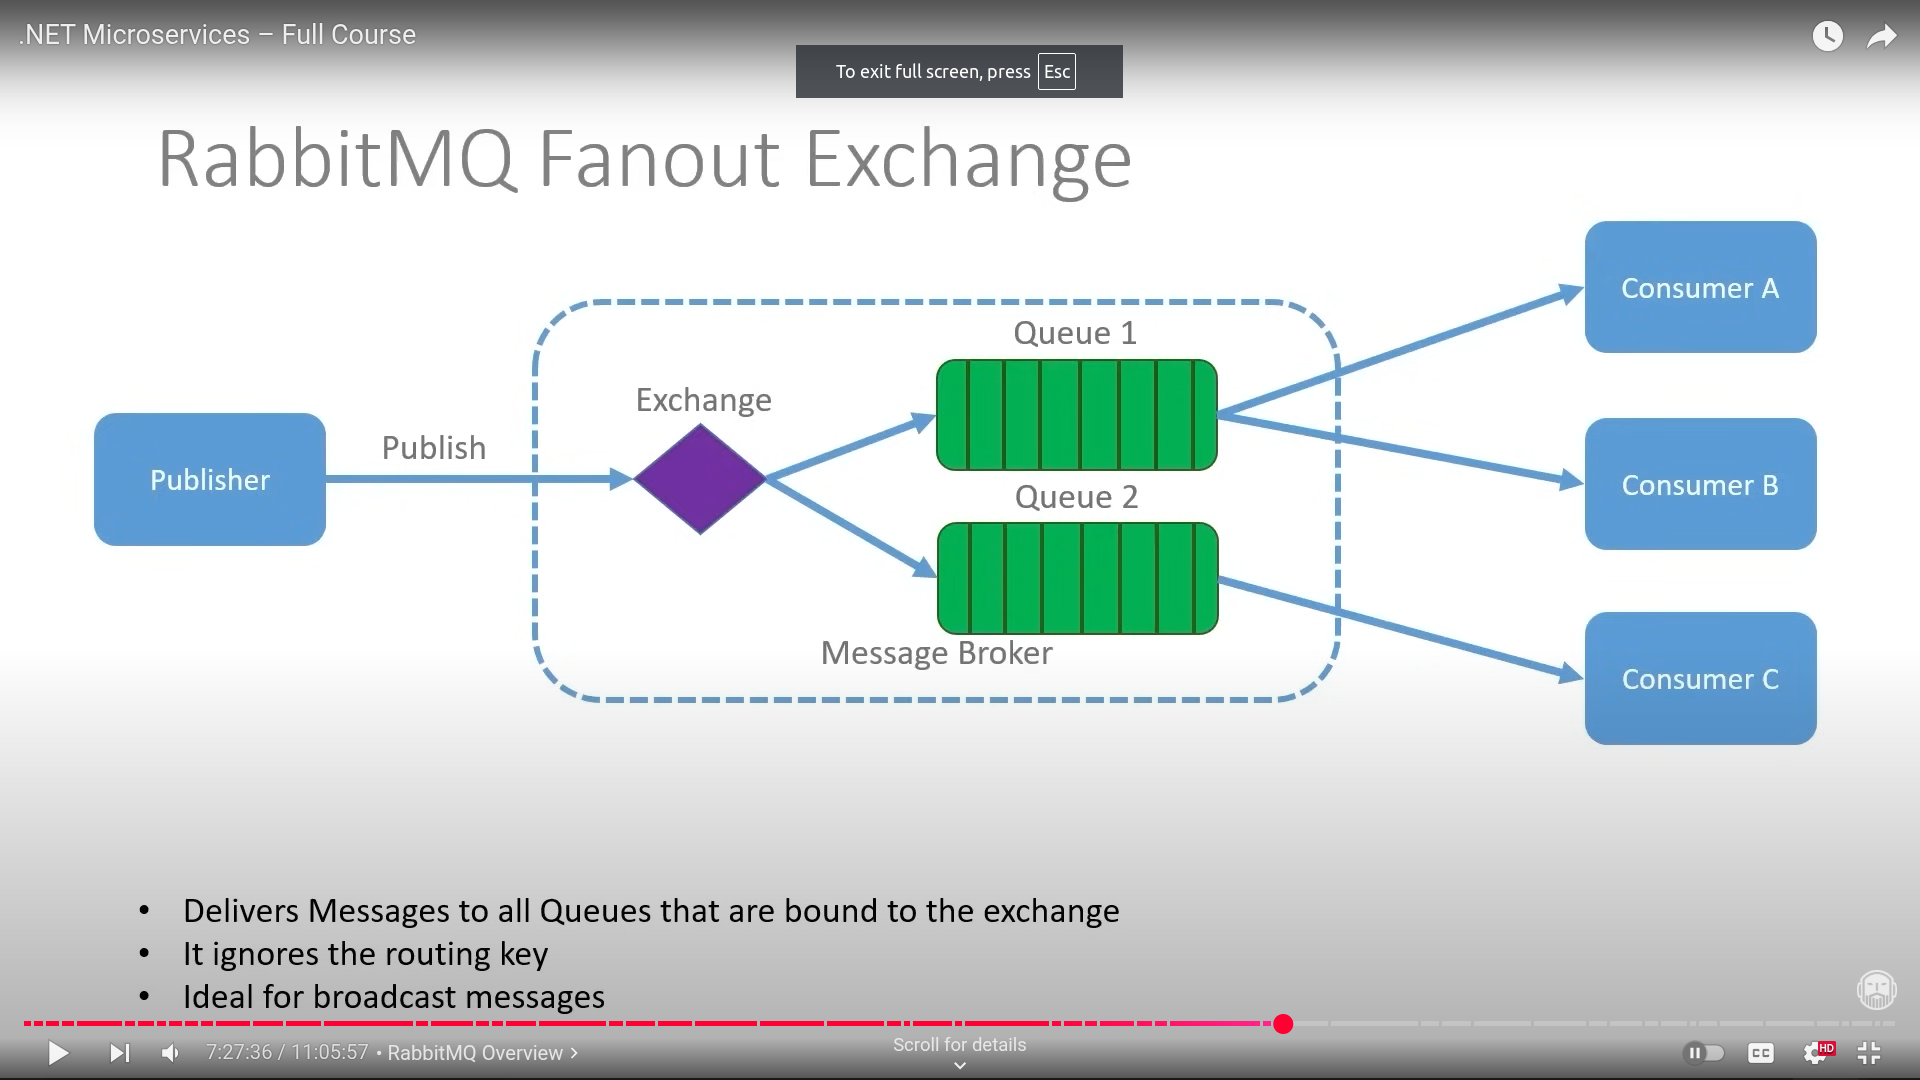 .NET Microservices – Full Course
To exit full screen, press Esc
RabbitMQ Fanout Exchange
Consumer A
Queue 1
Exchange
Publish
Publisher
Consumer B
Queue 2
Message Broker
Consumer C
• Delivers Messages to all Queues that are bound to the exchange
• It ignores the routing key
• Ideal for broadcast messages
7:27:36 / 11:05:57 • RabbitMQ Overview
Scroll for details
CC
HD